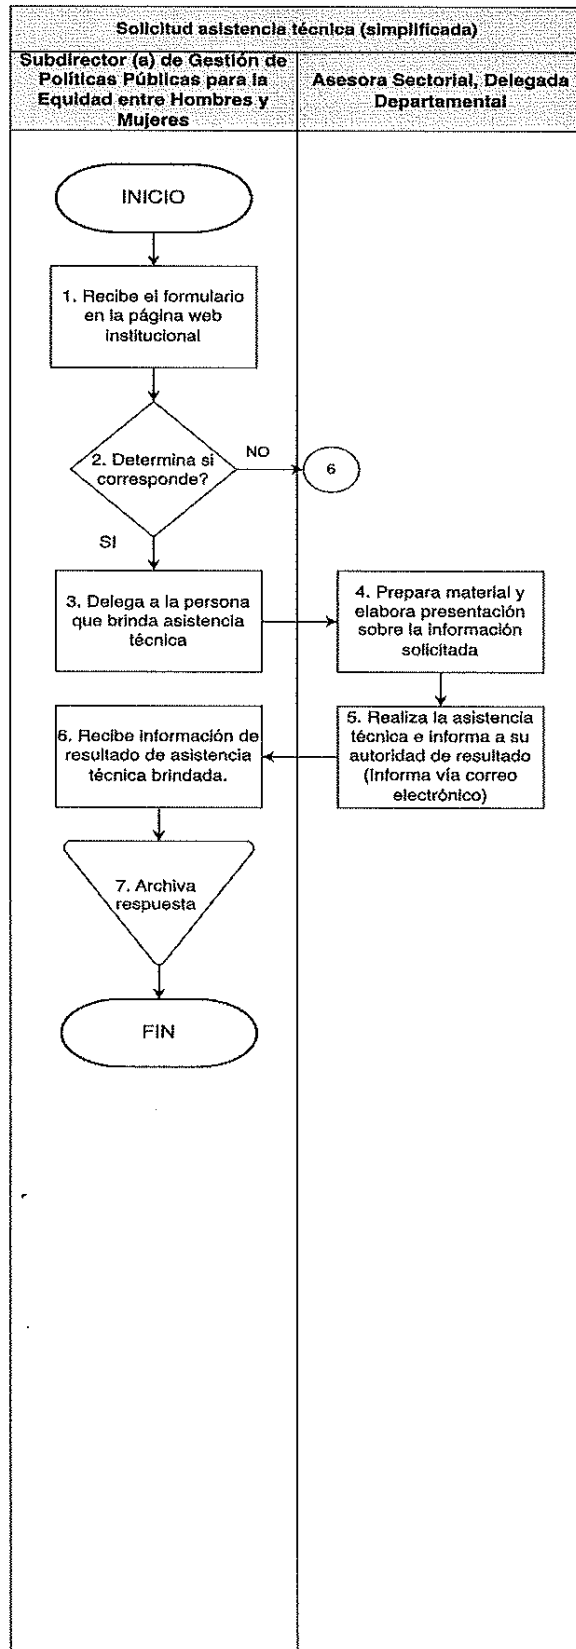 Solicitud asistencia técnica (simplificada)
Subdirector (a) de Gestión de
Políticas Públicas para la
Equidad entre Hombres y
Mujeres
Asesora Sectorial, Delegada
Departamental
INICIO
1. Recibe el formulario
en la página web
institucional
2. Determina si
corresponde?
NO
6
SI
3. Delega a la persona
que brinda asistencia
técnica
4. Prepara material y
elabora presentación
sobre la información
solicitada
5. Realiza la asistencia
técnica e informa a su
autoridad de resultado
(Informa vía correo
electrónico)
6. Recibe información de
resultado de asistencia
técnica brindada.
7. Archiva
respuesta
FIN